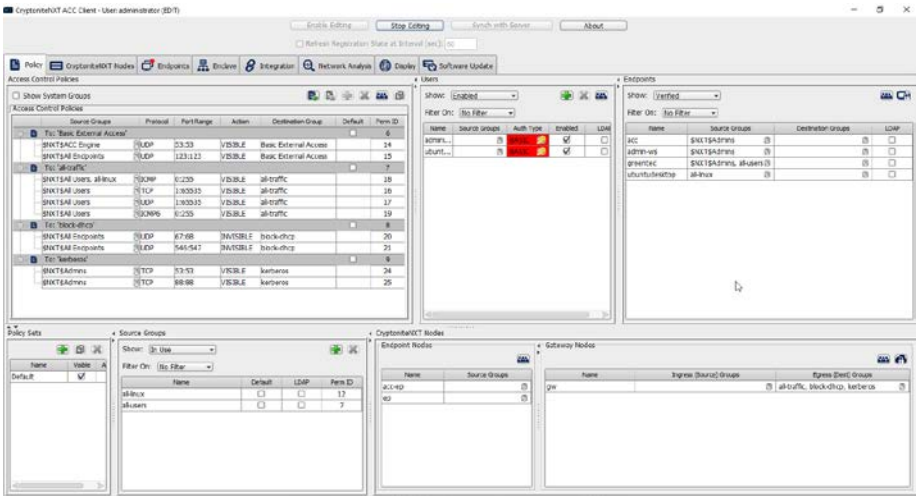 CryptoniteNXT ACC Client - User: administrator (EDIT)
Enable Editing Stop Editing Synch with Server About
Refresh Registration State at Interval (sec): 60
Policy CryptoniteNXT Nodes Endpoints Enclave Integration Network Analysis Display Software Update
Access Control Policies
Show System Groups
Access Control Policies
Source Groups Protocol Port Range Action Destination Group Default Perm ID
To: 'Basic External Access' 6
$NXT$ACC Engine UDP 53:53 VISIBLE Basic External Access 14
$NXT$All Endpoints UDP 123:123 VISIBLE Basic External Access 15
To: 'all-traffic' 7
$NXT$All Users, all-linux ICMP 0:255 VISIBLE all-traffic 18
$NXT$All Users TCP 1:65535 VISIBLE all-traffic 16
$NXT$All Users UDP 1:65535 VISIBLE all-traffic 17
$NXT$All Users ICMP6 0:255 VISIBLE all-traffic 19
To: 'block-dhcp' 8
$NXT$All Endpoints UDP 67:68 INVISIBLE block-dhcp 20
$NXT$All Endpoints UDP 546:547 INVISIBLE block-dhcp 21
To: 'kerberos' 9
$NXT$Admins TCP 53:53 VISIBLE kerberos 24
$NXT$Admins TCP 88:88 VISIBLE kerberos 25
Users
Show: Enabled
Filter On: No Filter
Name Source Groups Auth Type Enabled LDAP
admin... BASIC
ubunt... BASIC
Endpoints
Show: Verified
Filter On: No Filter
Name Source Groups Destination Groups LDAP
acc $NXT$Admins
admin-ws $NXT$Admins
greentec $NXT$Admins, all-users
ubuntudesktop all-linux
Policy Sets
Name Visible A
Default
Source Groups
Show: In Use
Filter On: No Filter
Name Default LDAP Perm ID
all-linux 12
all-users 7
CryptoniteNXT Nodes
Endpoint Nodes
Name Source Groups
acc-ep
ep
Gateway Nodes
Name Ingress (Source) Groups Egress (Dest) Groups
gw all-traffic, block-dhcp, kerberos